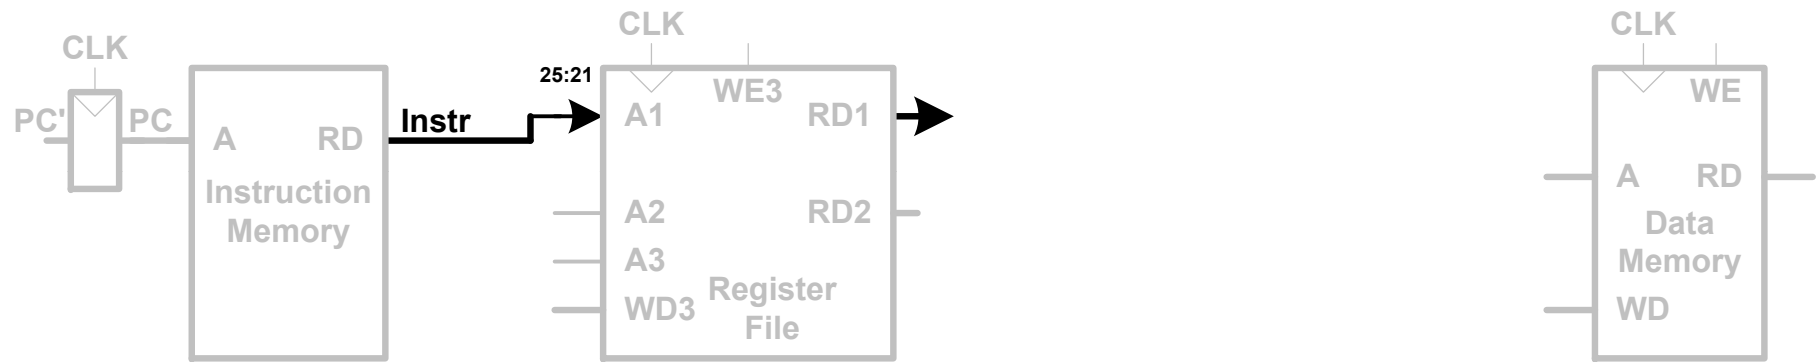 CLK
PC'
PC
A
RD
Instruction
Memory
Instr
25:21
CLK
WE3
A1
RD1
A2
RD2
A3
WD3
Register
File
CLK
WE
A
RD
Data
Memory
WD